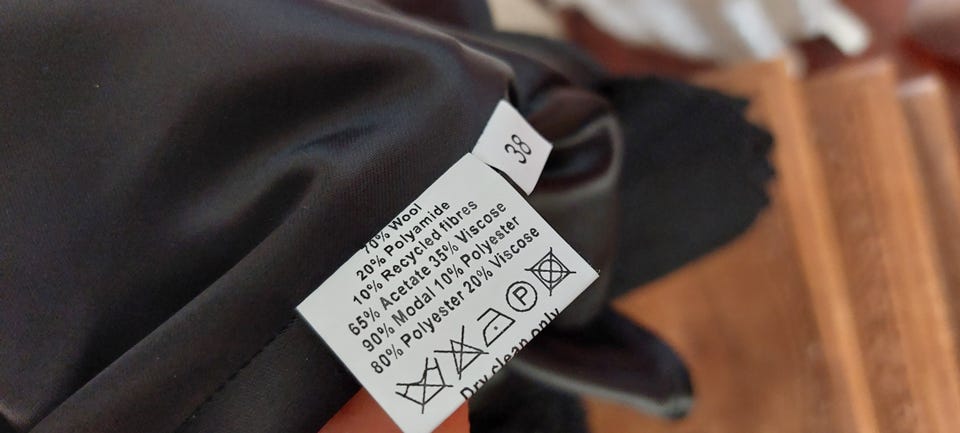 38
70% Wool
20% Polyamide
10% Recycled fibres
65% Acetate 35% Viscose
90% Modal 10% Polyester
80% Polyester 20% Viscose
P
Dry clean only